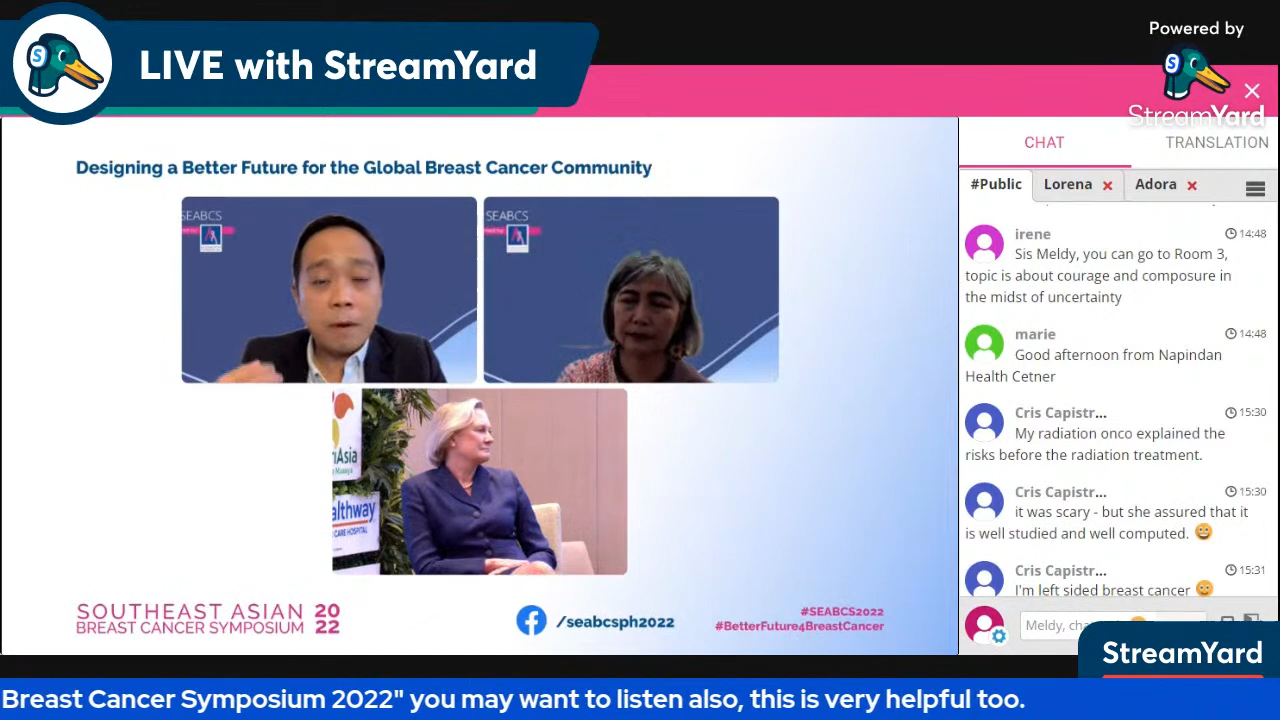 LIVE with StreamYard
Powered by
StreamYard
Designing a Better Future for the Global Breast Cancer Community
SEABCS
SEABCS
CHAT
TRANSLATION
#Public
Lorena
Adora
irene
14:48
Sis Meldy, you can go to Room 3,
topic is about courage and composure in
the midst of uncertainty
marie
14:48
Good afternoon from Napindan
Health Cetner
Cris Capistr...
15:30
My radiation onco explained the
risks before the radiation treatment.
Cris Capistr...
15:30
it was scary - but she assured that it
is well studied and well computed.
Cris Capistr...
15:31
I'm left sided breast cancer
Meldy,
althway
CARE HOSPITAL
SOUTHEAST ASIAN
BREAST CANCER SYMPOSIUM
20
22
/seabcsph2022
#SEABCS2022
#BetterFuture4BreastCancer
StreamYard
Breast Cancer Symposium 2022" you may want to listen also, this is very helpful too.